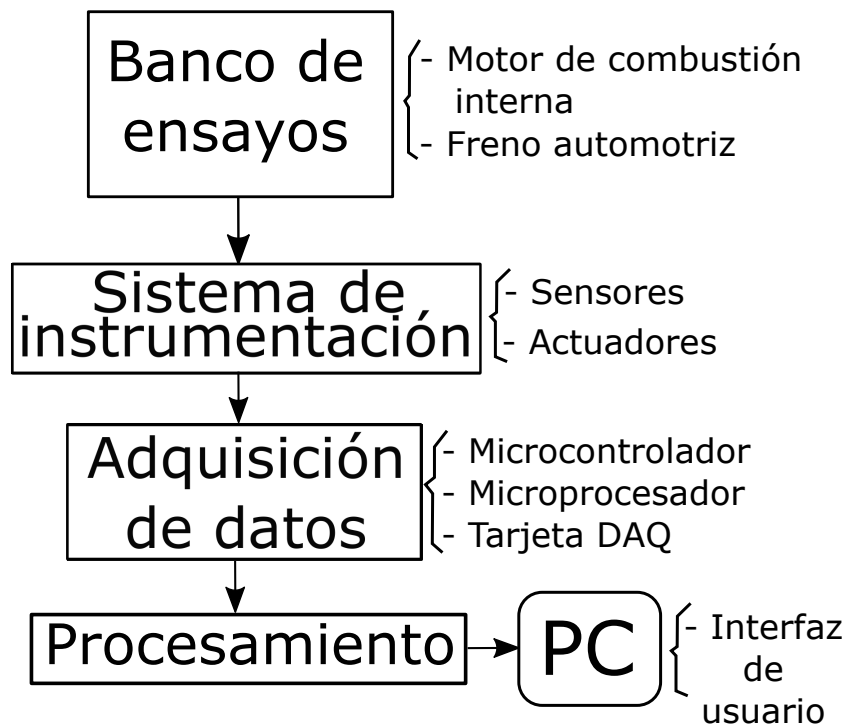 Banco de
ensayos
- Motor de combustión
interna
- Freno automotriz
Sistema de
instrumentación
- Sensores
- Actuadores
Adquisición
de datos
- Microcontrolador
- Microprocesador
- Tarjeta DAQ
Procesamiento
PC
- Interfaz
de
usuario